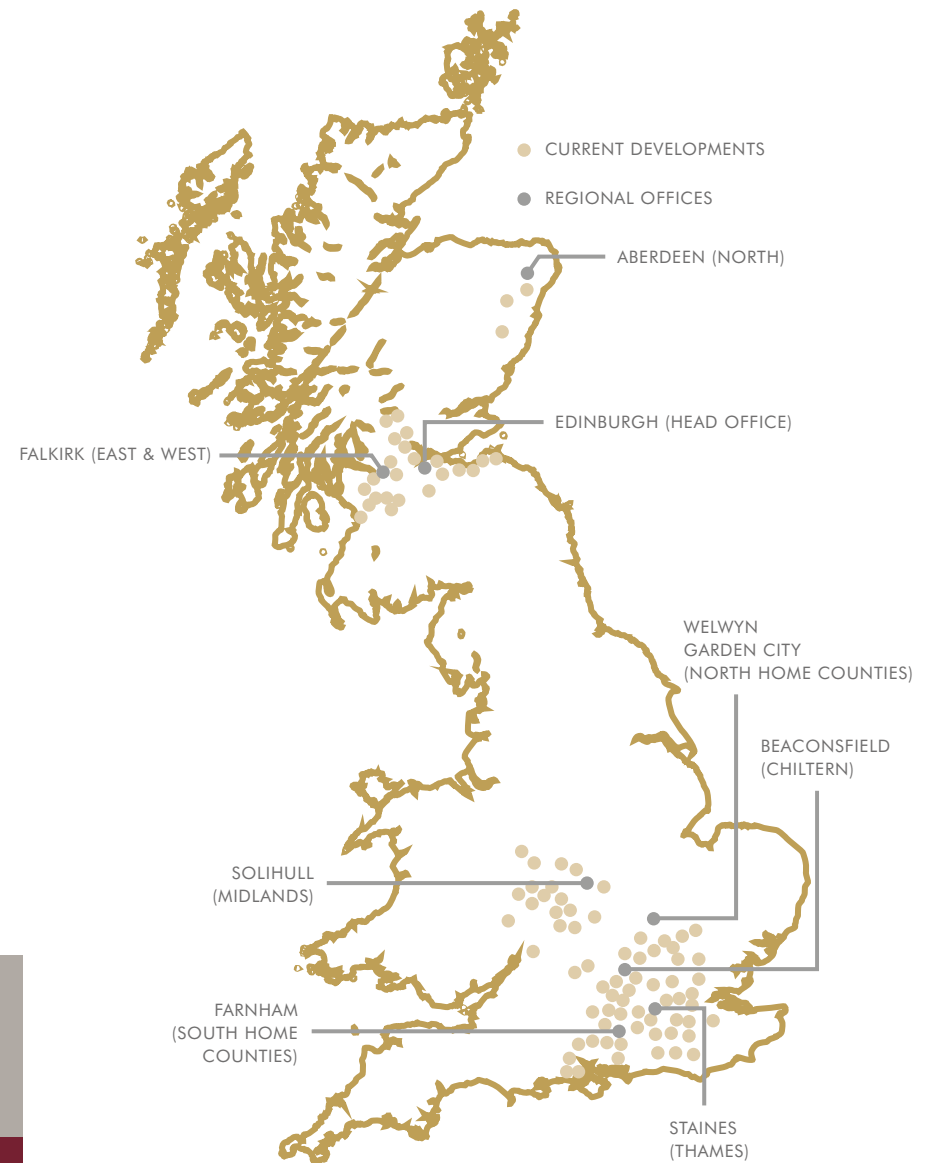 CURRENT DEVELOPMENTS
REGIONAL OFFICES
ABERDEEN (NORTH)
EDINBURGH (HEAD OFFICE)
FALKIRK (EAST & WEST)
WELWYN
GARDEN CITY
(NORTH HOME COUNTIES)
BEACONSFIELD
(CHILTERN)
SOLIHULL
(MIDLANDS)
FARNHAM
(SOUTH HOME
COUNTIES)
STAINES
(THAMES)